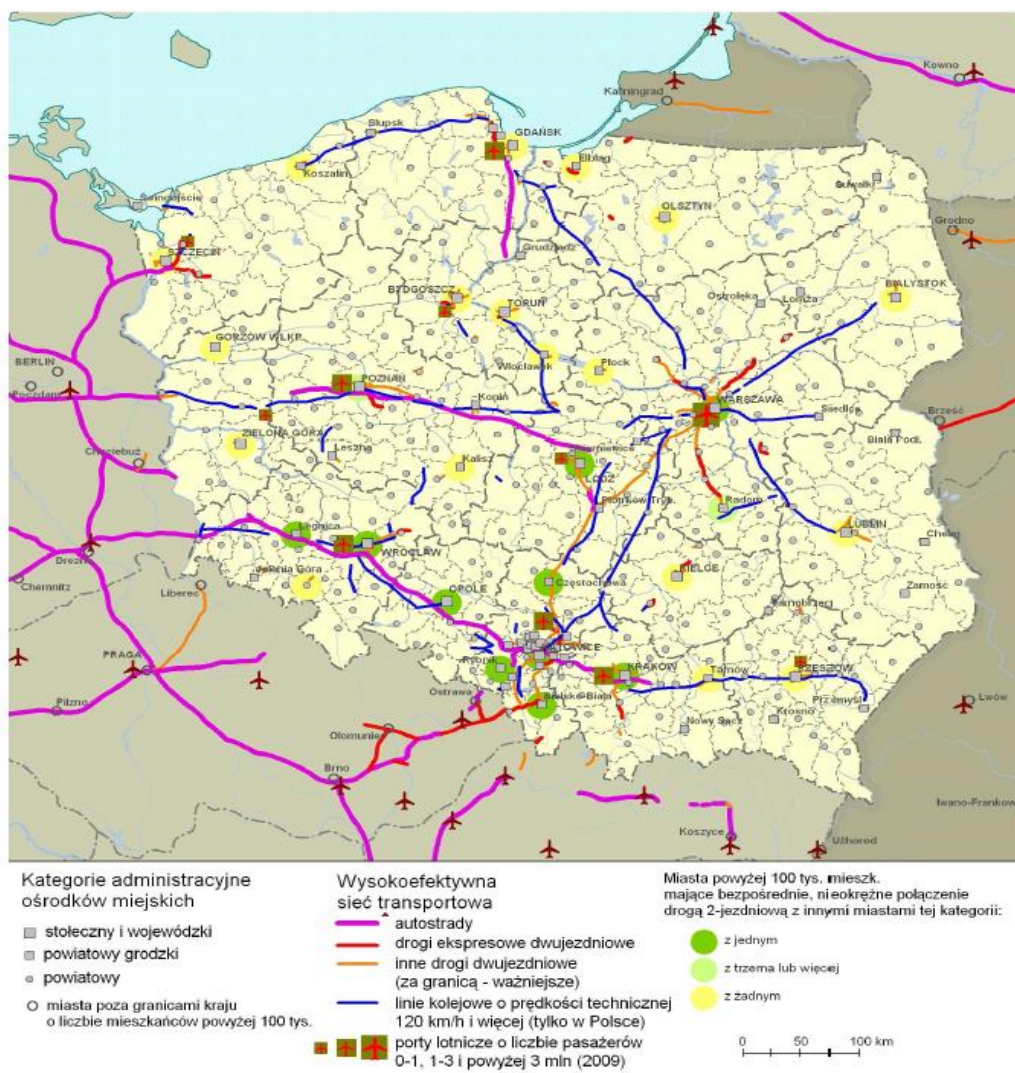 Kowno
Kaliningrad
Słupsk
GDAŃSK
Elbląg
Koszalin
Suwałki
Świnoujście
OLSZTYN
Grodno
SZCZECIN
Grudziądz
BYDGOSZCZ
TORUŃ
Ostrołęka
Łomża
BIAŁYSTOK
GORZÓW WLKP.
Włocławek
Płock
BERLIN
Poczdam
POZNAŃ
Konin
WARSZAWA
Siedlce
Brześć
Biała Podl.
ZIELONA GÓRA
Leszno
Kalisz
Skierniewice
ŁÓDŹ
Chociebuż
Piotrków Tryb.
Radom
LUBLIN
Chełm
Legnica
WROCŁAW
Drezno
Chemnitz
Jelenia Góra
Liberec
OPOLE
Częstochowa
KIELCE
Zamość
Tarnobrzeg
PRAGA
KATOWICE
Rybnik
KRAKÓW
Tarnów
RZESZÓW
Przemyśl
Lwów
Ostrawa
Bielsko-Biała
Nowy Sącz
Krosno
Pilzno
Ołomuniec
Brno
Iwano-Frankow
Koszyce
Użhorod
Kategorie administracyjne
ośrodków miejskich
stołeczny i wojewódzki
powiatowy grodzki
powiatowy
miasta poza granicami kraju
o liczbie mieszkańców powyżej 100 tys.
Wysokoefektywna
sieć transportowa
autostrady
drogi ekspresowe dwujezdniowe
inne drogi dwujezdniowe
(za granicą - ważniejsze)
linie kolejowe o prędkości technicznej
120 km/h i więcej (tylko w Polsce)
porty lotnicze o liczbie pasażerów
0-1, 1-3 i powyżej 3 mln (2009)
Miasta powyżej 100 tys. mieszk.
mające bezpośrednie, nieokrężne połączenie
drogą 2-jezdniową z innymi miastami tej kategorii:
z jednym
z trzema lub więcej
z żadnym
0 50 100 km